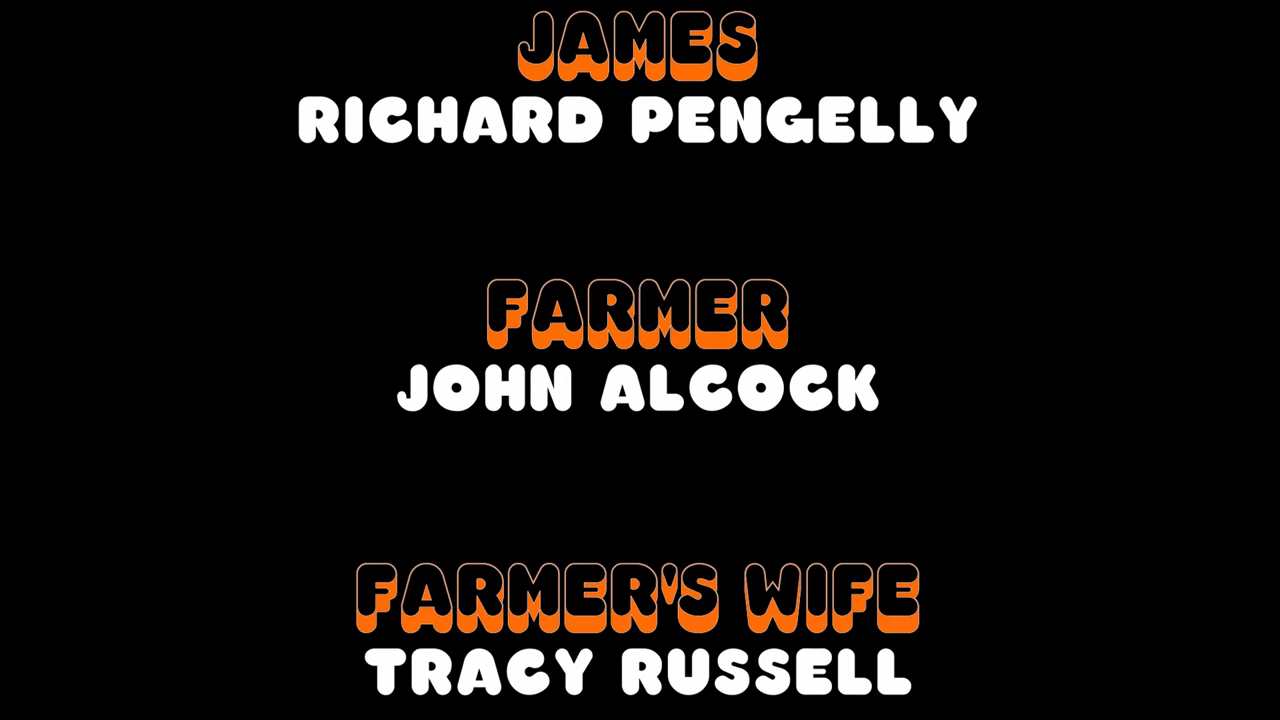 JAMES
RICHARD PENGELLY
FARMER
JOHN ALCOCK
FARMER'S WIFE
TRACY RUSSELL